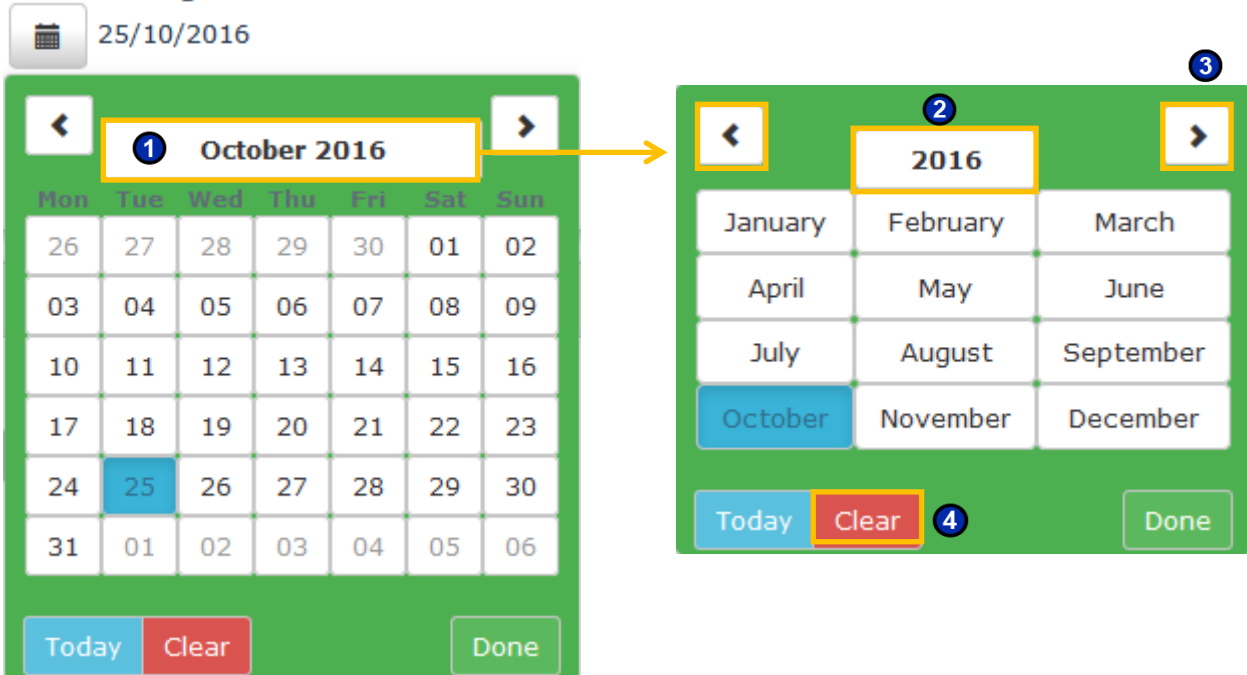 25/10/2016
1 October 2016
Mon Tue Wed Thu Fri Sat Sun
26 27 28 29 30 01 02
03 04 05 06 07 08 09
10 11 12 13 14 15 16
17 18 19 20 21 22 23
24 25 26 27 28 29 30
31 01 02 03 04 05 06
Today Clear Done
3
2
2016
January February March
April May June
July August September
October November December
Today Clear 4 Done